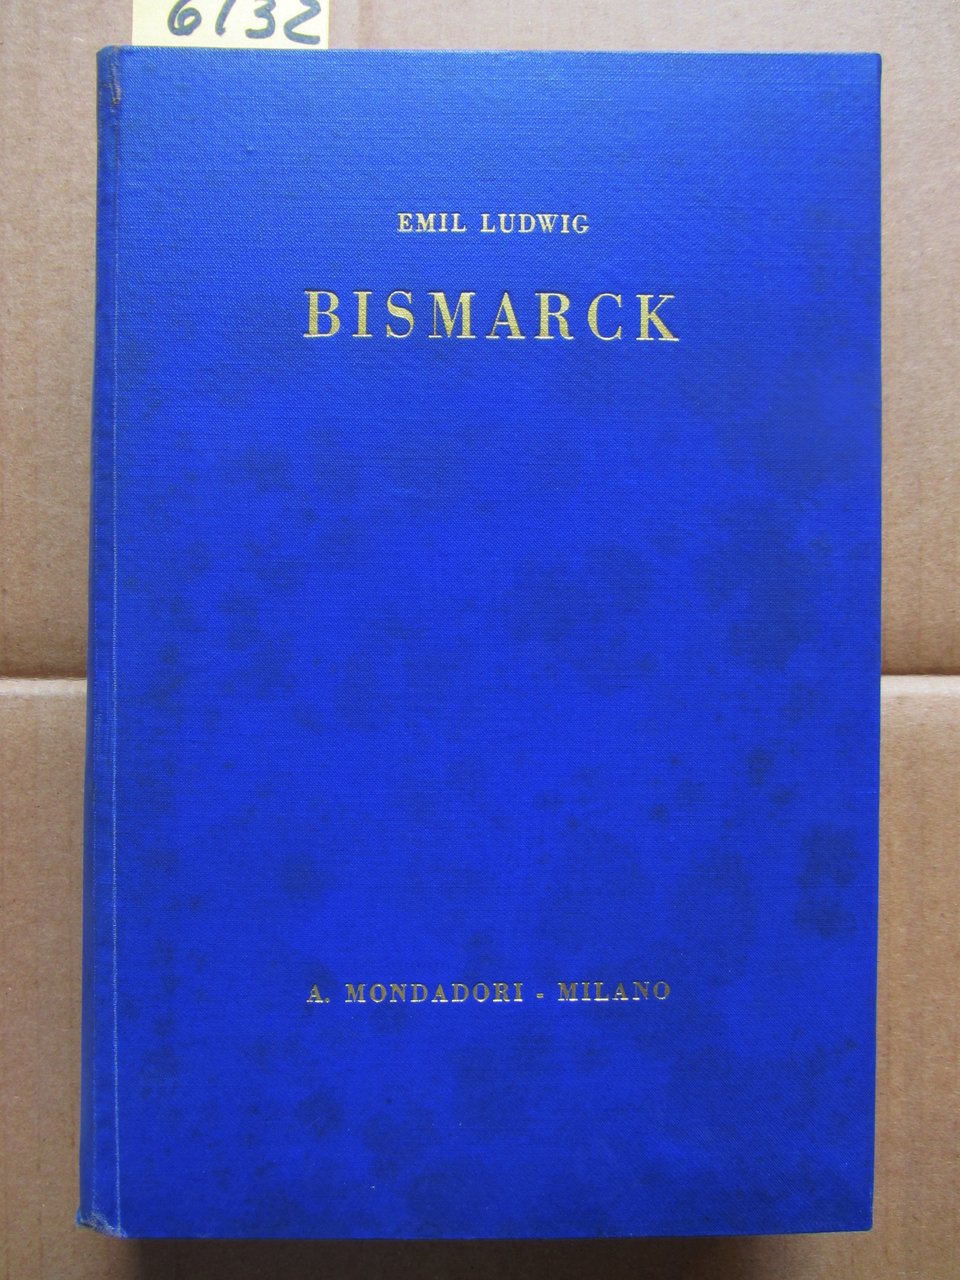 6132
EMIL LUDWIG
BISMARCK
A. MONDADORI - MILANO